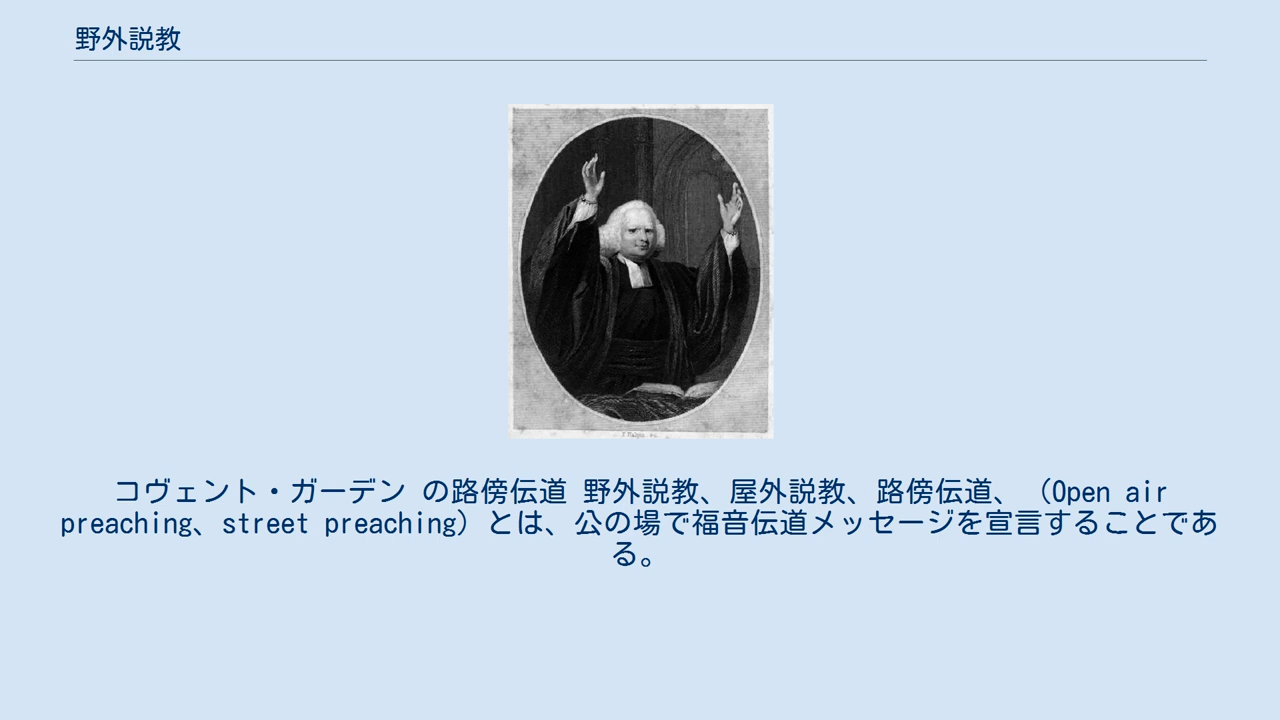 野外説教
コヴェント・ガーデン の路傍伝道 野外説教、屋外説教、路傍伝道、 （Open air
preaching、street preaching）とは、公の場で福音伝道メッセージを宣言することであ
る。